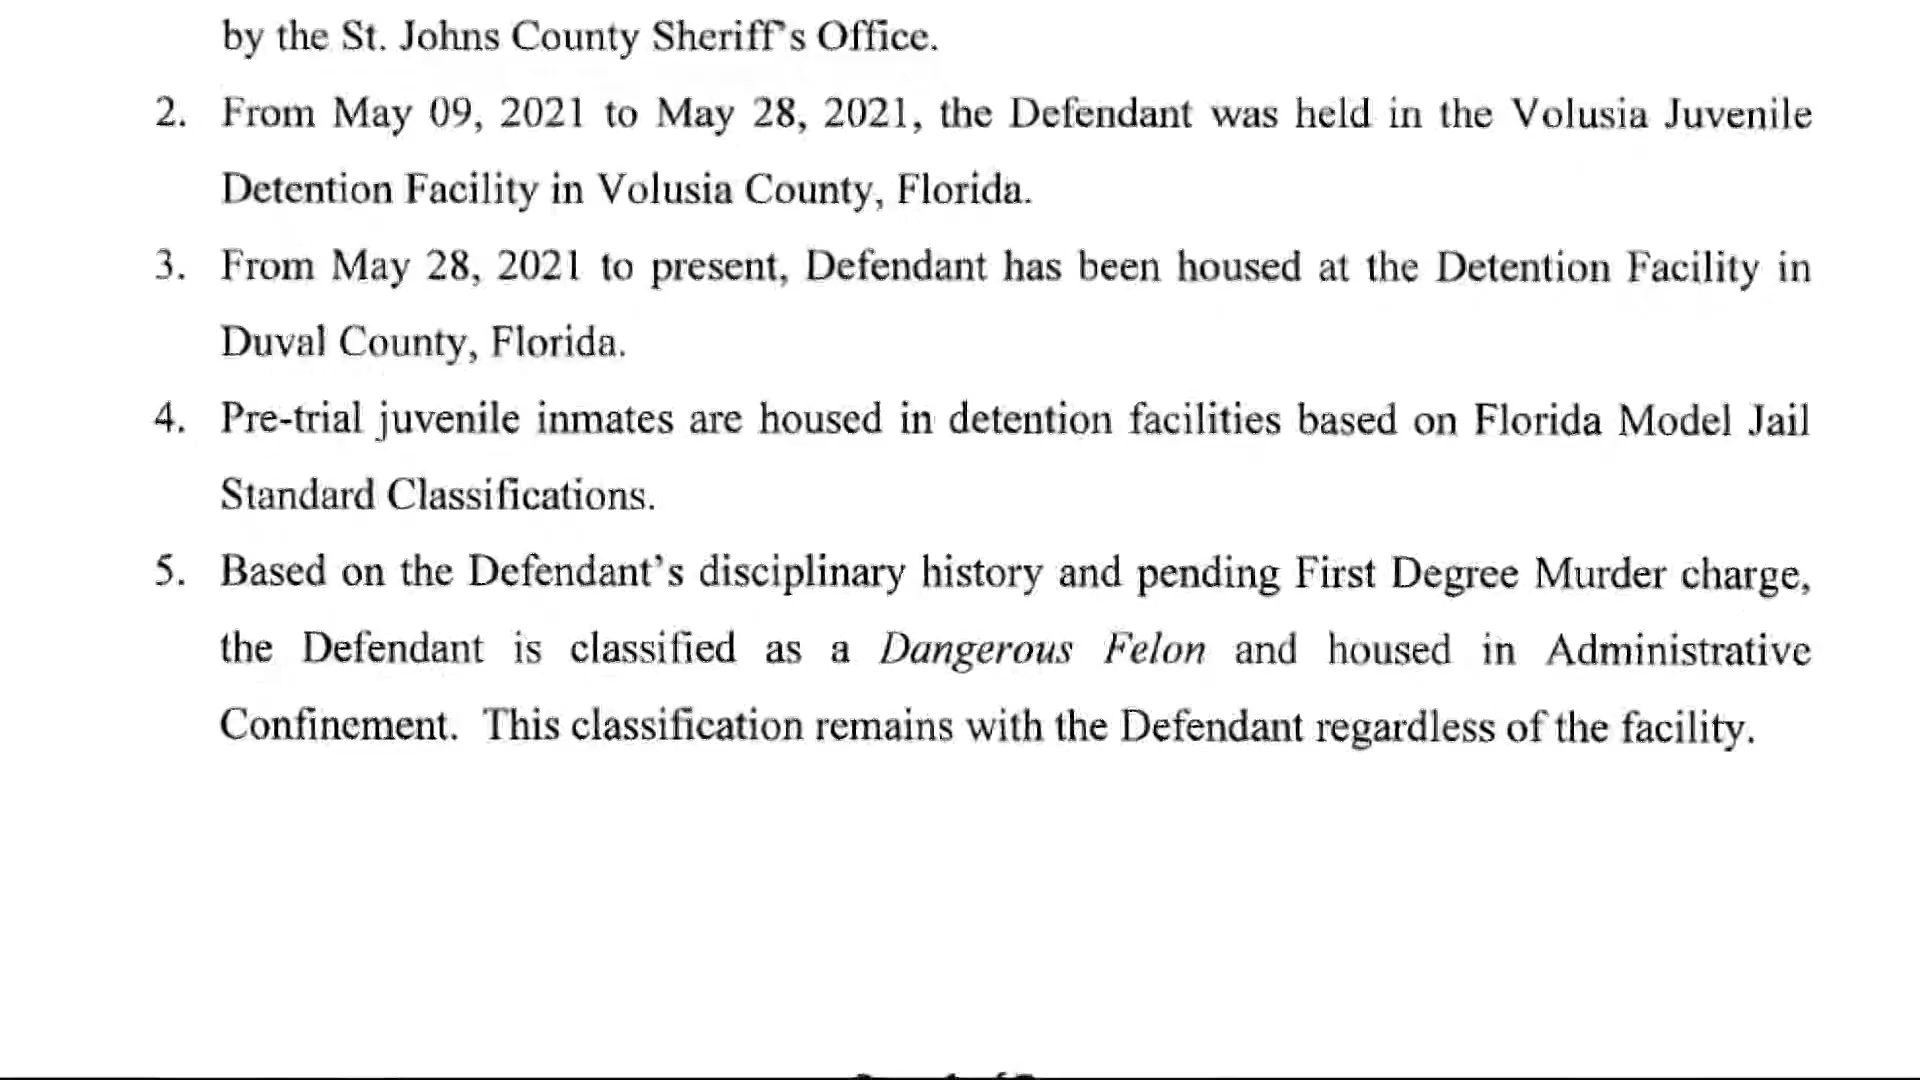 by the St. Johns County Sheriff's Office.
2. From May 09, 2021 to May 28, 2021, the Defendant was held in the Volusia Juvenile
Detention Facility in Volusia County, Florida.
3. From May 28, 2021 to present, Defendant has been housed at the Detention Facility in
Duval County, Florida.
4. Pre-trial juvenile inmates are housed in detention facilities based on Florida Model Jail
Standard Classifications.
5. Based on the Defendant's disciplinary history and pending First Degree Murder charge,
the Defendant is classified as a Dangerous Felon and housed in Administrative
Confinement. This classification remains with the Defendant regardless of the facility.